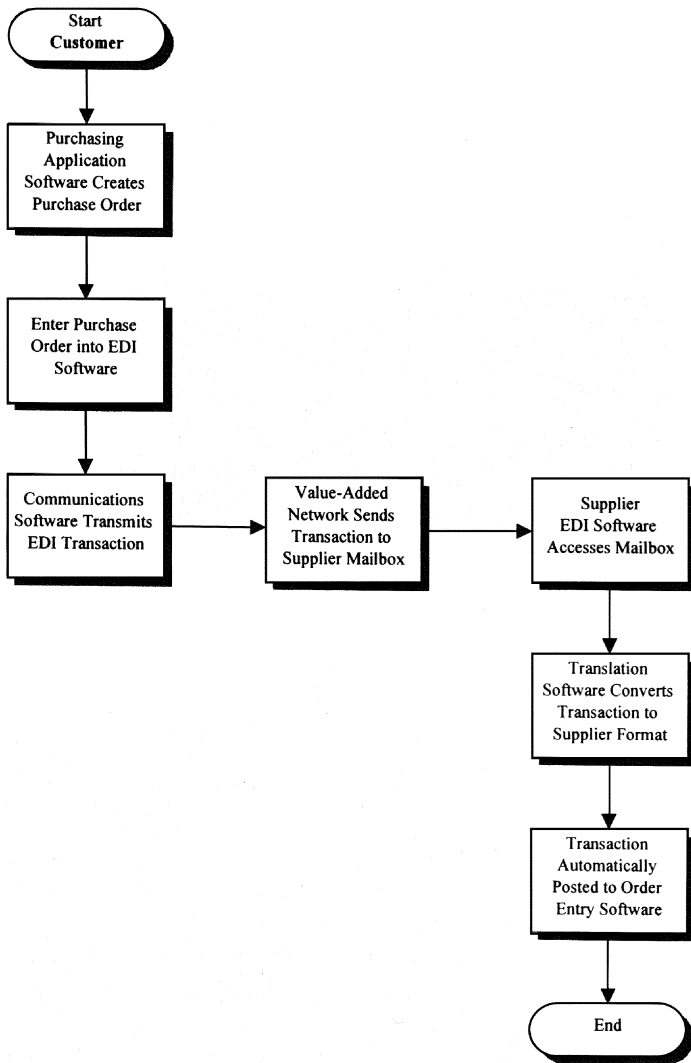 Start
Customer
Purchasing
Application
Software Creates
Purchase Order
Enter Purchase
Order into EDI
Software
Communications
Software Transmits
EDI Transaction
Value-Added
Network Sends
Transaction to
Supplier Mailbox
Supplier
EDI Software
Accesses Mailbox
Translation
Software Converts
Transaction to
Supplier Format
Transaction
Automatically
Posted to Order
Entry Software
End